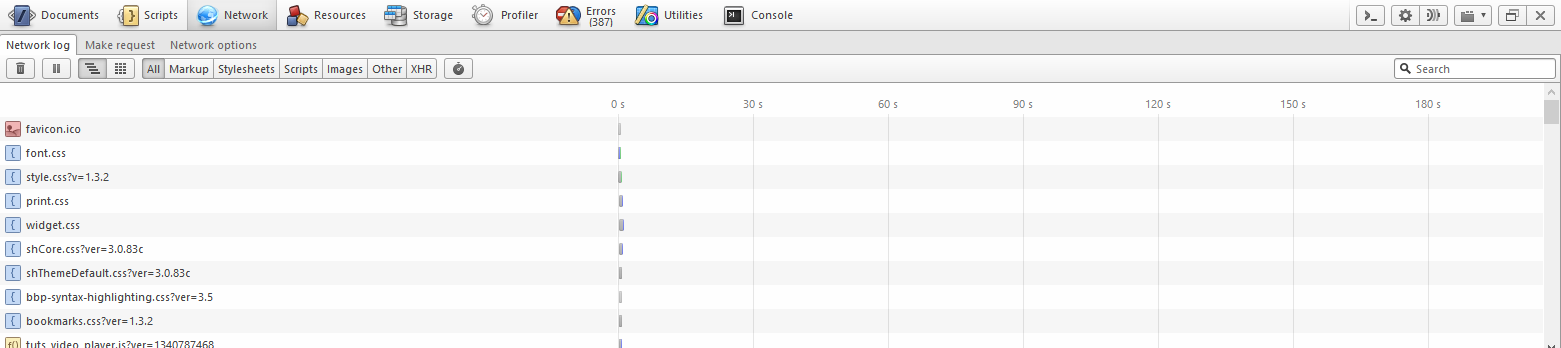 Documents Scripts Network Resources Storage Profiler Errors (387) Utilities Console
Network log Make request Network options
All Markup Stylesheets Scripts Images Other XHR Search
0 s 30 s 60 s 90 s 120 s 150 s 180 s
favicon.ico
{ font.css
{ style.css?v=1.3.2
{ print.css
{ widget.css
{ shCore.css?ver=3.0.83c
{ shThemeDefault.css?ver=3.0.83c
{ bbp-syntax-highlighting.css?ver=3.5
{ bookmarks.css?ver=1.3.2
f() tuts_video_player.js?ver=1340787468